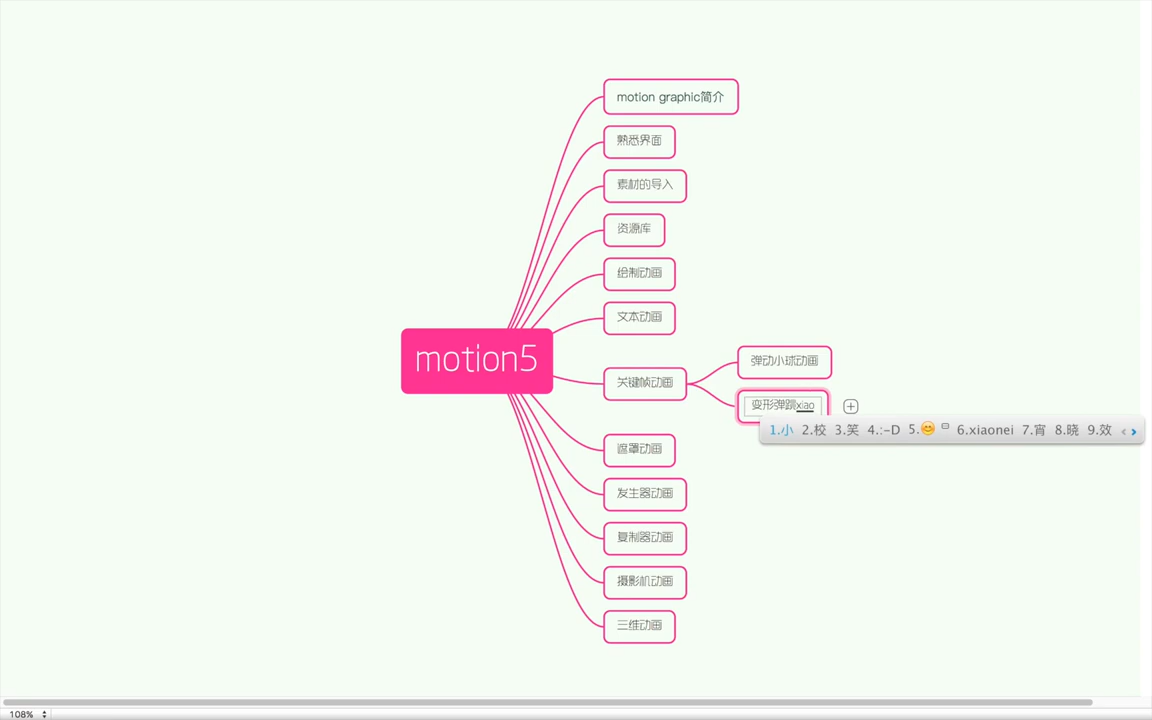 motion graphic简介
熟悉界面
素材的导入
资源库
绘制动画
文本动画
motion5
关键帧动画
弹动小球动画
变形弹跳xiao
1.小 2.校 3.笑 4.:-D 5.😊 6.xiaonei 7.宵 8.晓 9.效
遮罩动画
发生器动画
复制器动画
摄影机动画
三维动画
108%